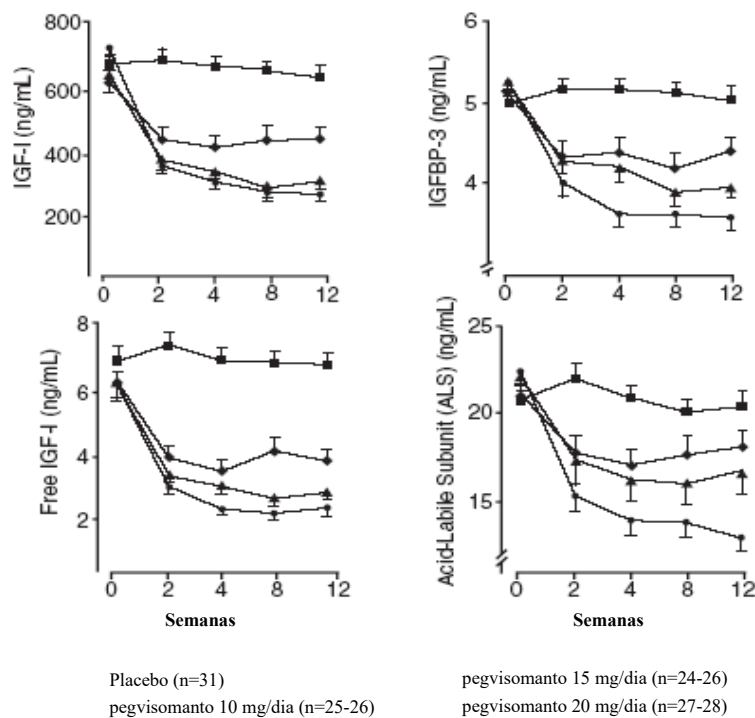 800
600
400
200
IGF-I (ng/mL)
0 2 4 8 12
6
5
4
IGFBP-3 (ng/mL)
0 2 4 8 12
8
6
4
2
Free IGF-I (ng/mL)
0 2 4 8 12
Semanas
25
20
15
Acid-Labile Subunit (ALS) (ng/mL)
0 2 4 8 12
Semanas
Placebo (n=31)
pegvisomanto 10 mg/dia (n=25-26)
pegvisomanto 15 mg/dia (n=24-26)
pegvisomanto 20 mg/dia (n=27-28)